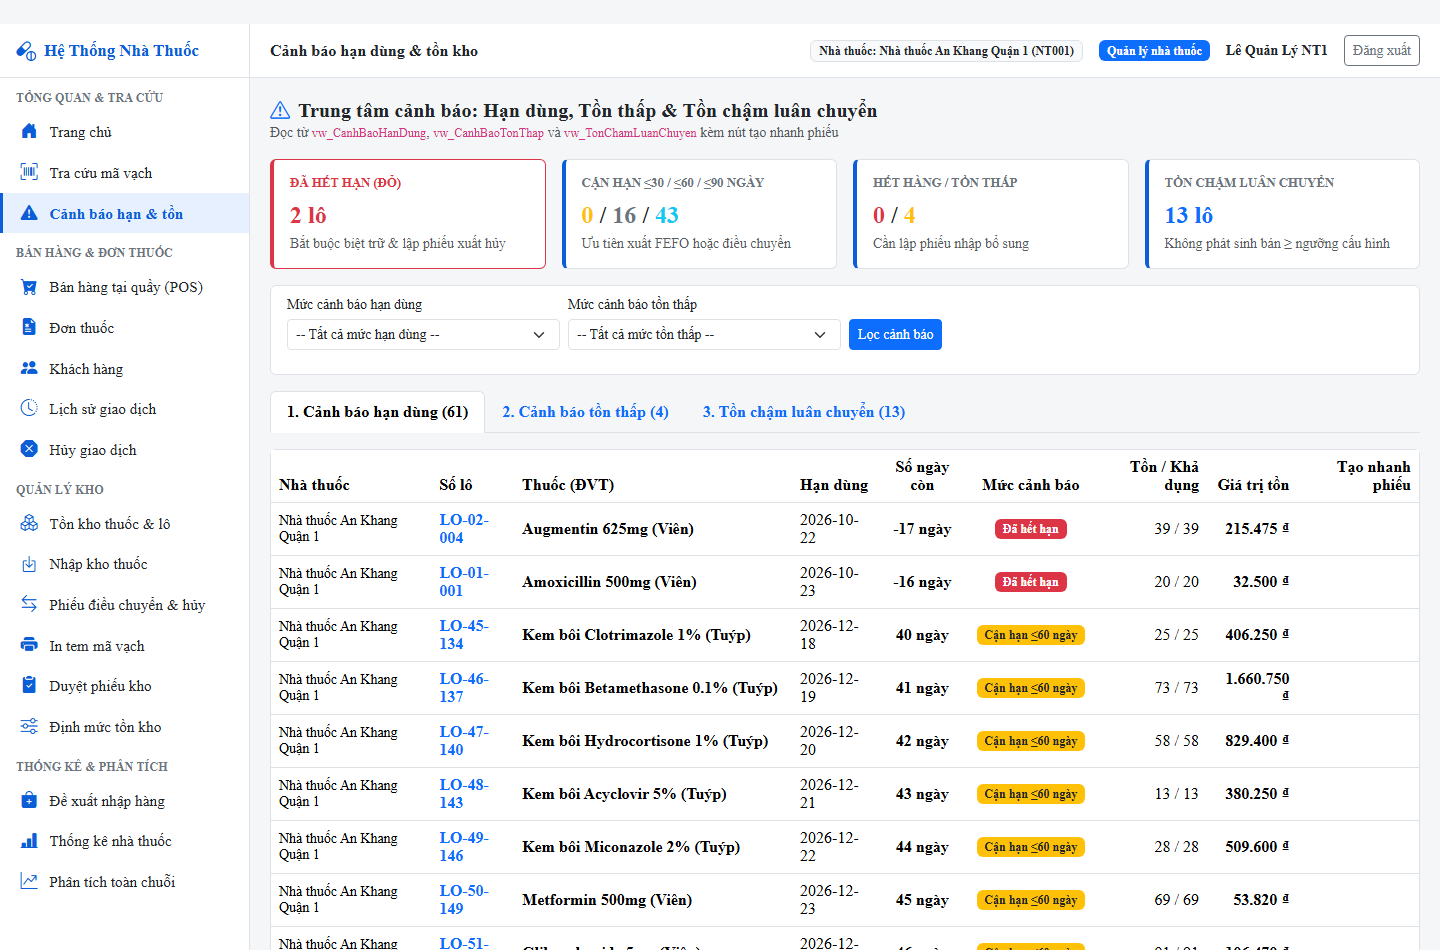 Hệ Thống Nhà Thuốc
TỔNG QUAN & TRA CỨU
Trang chủ
Tra cứu mã vạch
Cảnh báo hạn & tồn
BÁN HÀNG & ĐƠN THUỐC
Bán hàng tại quầy (POS)
Đơn thuốc
Khách hàng
Lịch sử giao dịch
Hủy giao dịch
QUẢN LÝ KHO
Tồn kho thuốc & lô
Nhập kho thuốc
Phiếu điều chuyển & hủy
In tem mã vạch
Duyệt phiếu kho
Định mức tồn kho
THỐNG KÊ & PHÂN TÍCH
Đề xuất nhập hàng
Thống kê nhà thuốc
Phân tích toàn chuỗi
Cảnh báo hạn dùng & tồn kho
Nhà thuốc: Nhà thuốc An Khang Quận 1 (NT001)
Quản lý nhà thuốc
Lê Quản Lý NT1
Đăng xuất
Trung tâm cảnh báo: Hạn dùng, Tồn thấp & Tồn chậm luân chuyển
Đọc từ vw_CanhBaoHanDung, vw_CanhBaoTonThap và vw_TonChamLuanChuyen kèm nút tạo nhanh phiếu
ĐÃ HẾT HẠN (ĐỎ)
2 lô
Bắt buộc biệt trữ & lập phiếu xuất hủy
CẬN HẠN ≤30 / ≤60 / ≤90 NGÀY
0 / 16 / 43
Ưu tiên xuất FEFO hoặc điều chuyển
HẾT HÀNG / TỒN THẤP
0 / 4
Cần lập phiếu nhập bổ sung
TỒN CHẬM LUÂN CHUYỂN
13 lô
Không phát sinh bán ≥ ngưỡng cấu hình
Mức cảnh báo hạn dùng
-- Tất cả mức hạn dùng --
Mức cảnh báo tồn thấp
-- Tất cả mức tồn thấp --
Lọc cảnh báo
1. Cảnh báo hạn dùng (61)
2. Cảnh báo tồn thấp (4)
3. Tồn chậm luân chuyển (13)
Nhà thuốc
Số lô
Thuốc (ĐVT)
Hạn dùng
Số ngày
còn
Mức cảnh báo
Tồn / Khả
dụng
Giá trị tồn
Tạo nhanh
phiếu
Nhà thuốc An Khang
Quận 1
LO-02-
004
Augmentin 625mg (Viên)
2026-10-
22
-17 ngày
Đã hết hạn
39 / 39
215.475 ₫
Nhà thuốc An Khang
Quận 1
LO-01-
001
Amoxicillin 500mg (Viên)
2026-10-
23
-16 ngày
Đã hết hạn
20 / 20
32.500 ₫
Nhà thuốc An Khang
Quận 1
LO-45-
134
Kem bôi Clotrimazole 1% (Tuýp)
2026-12-
18
40 ngày
Cận hạn ≤60 ngày
25 / 25
406.250 ₫
Nhà thuốc An Khang
Quận 1
LO-46-
137
Kem bôi Betamethasone 0.1% (Tuýp)
2026-12-
19
41 ngày
Cận hạn ≤60 ngày
73 / 73
1.660.750
₫
Nhà thuốc An Khang
Quận 1
LO-47-
140
Kem bôi Hydrocortisone 1% (Tuýp)
2026-12-
20
42 ngày
Cận hạn ≤60 ngày
58 / 58
829.400 ₫
Nhà thuốc An Khang
Quận 1
LO-48-
143
Kem bôi Acyclovir 5% (Tuýp)
2026-12-
21
43 ngày
Cận hạn ≤60 ngày
13 / 13
380.250 ₫
Nhà thuốc An Khang
Quận 1
LO-49-
146
Kem bôi Miconazole 2% (Tuýp)
2026-12-
22
44 ngày
Cận hạn ≤60 ngày
28 / 28
509.600 ₫
Nhà thuốc An Khang
Quận 1
LO-50-
149
Metformin 500mg (Viên)
2026-12-
23
45 ngày
Cận hạn ≤60 ngày
69 / 69
53.820 ₫
Nhà thuốc An Khang
LO-51-
2026-12-